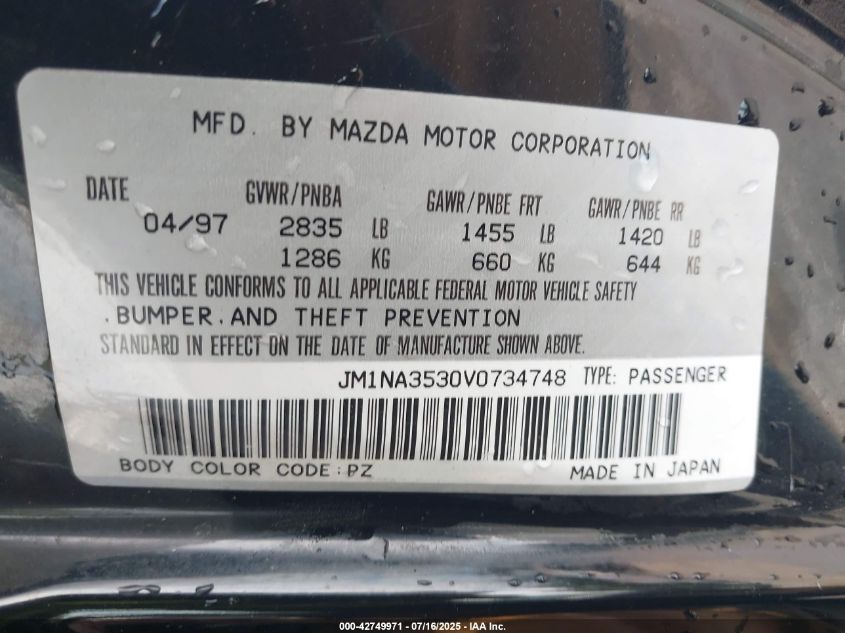 MFD. BY MAZDA MOTOR CORPORATION
DATE GVWR/PNBA GAWR/PNBE FRT GAWR/PNBE RR
04/97 2835 LB 1455 LB 1420 LB
1286 KG 660 KG 644 KG
THIS VEHICLE CONFORMS TO ALL APPLICABLE FEDERAL MOTOR VEHICLE SAFETY
.BUMPER.AND THEFT PREVENTION
STANDARD IN EFFECT ON THE DATE OF MANUFACTURE SHOWN ABOVE.
JM1NA3530V0734748 TYPE: PASSENGER
BODY COLOR CODE:PZ MADE IN JAPAN
000-42749971 - 07/16/2025 - IAA Inc.